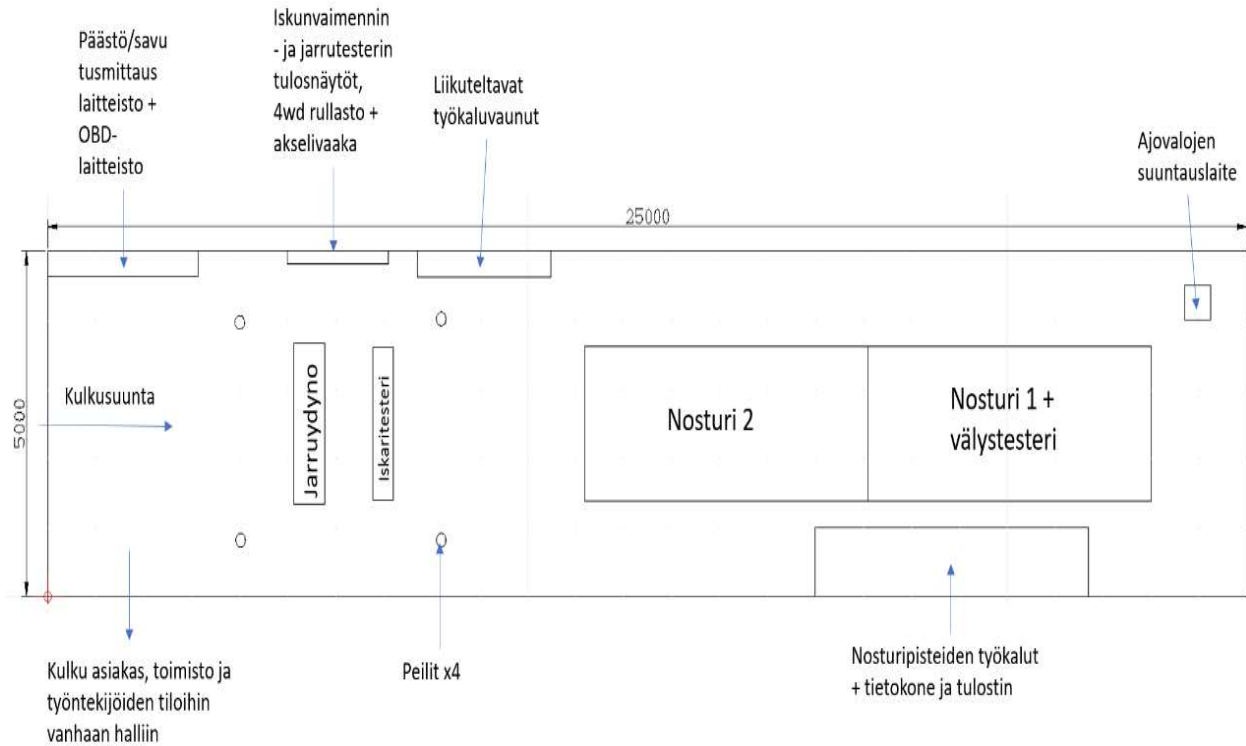 Iskunvaimennin
- ja jarrutesterin
tulosnäytöt,
4wd rullasto +
akselivaaka
Päästö/savu
tusmittaus
laitteisto +
OBD-
laitteisto
Liikuteltavat
työkaluvaunut
Ajovalojen
suuntauslaite
25000
5000
Kulkusuunta
Jarruydyno
Iskaritesteri
Nosturi 2
Nosturi 1 +
välystesteri
Kulku asiakas, toimisto ja
työntekijöiden tiloihin
vanhaan halliin
Peilit x4
Nosturipisteiden työkalut
+ tietokone ja tulostin